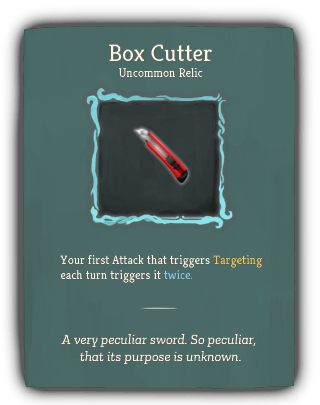 Box Cutter
Uncommon Relic
Your first Attack that triggers Targeting
each turn triggers it twice.
A very peculiar sword. So peculiar,
that its purpose is unknown.